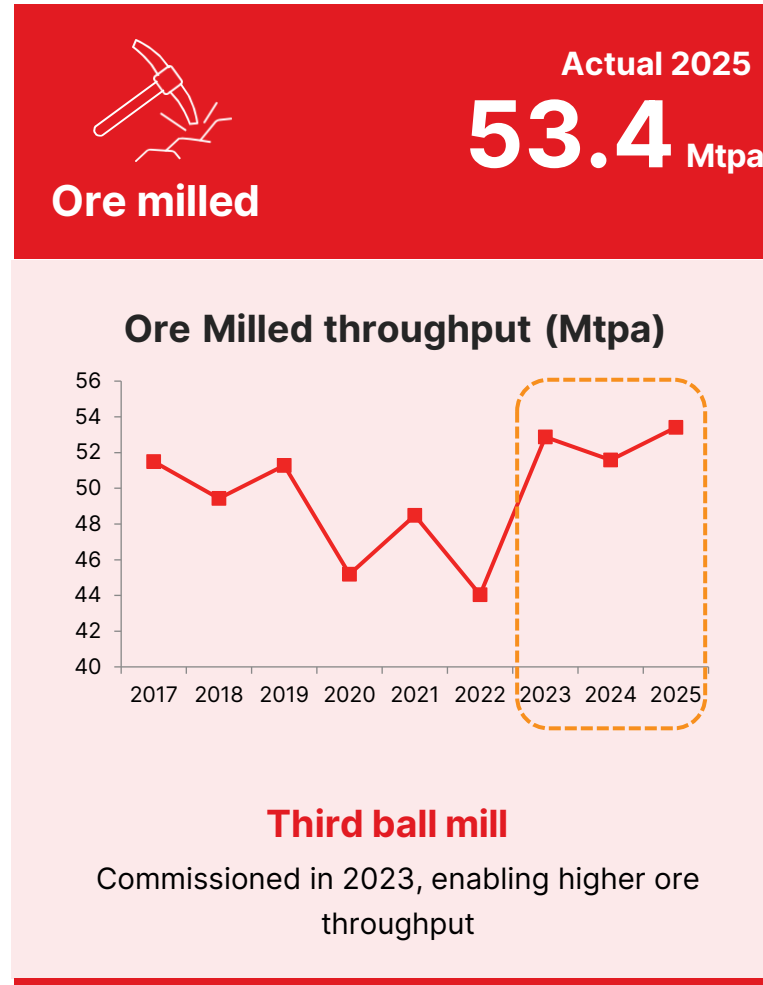 Actual 2025
53.4 Mtpa
Ore milled
Ore Milled throughput (Mtpa)
56
54
52
50
48
46
44
42
40
2017 2018 2019 2020 2021 2022 2023 2024 2025
Third ball mill
Commissioned in 2023, enabling higher ore
throughput